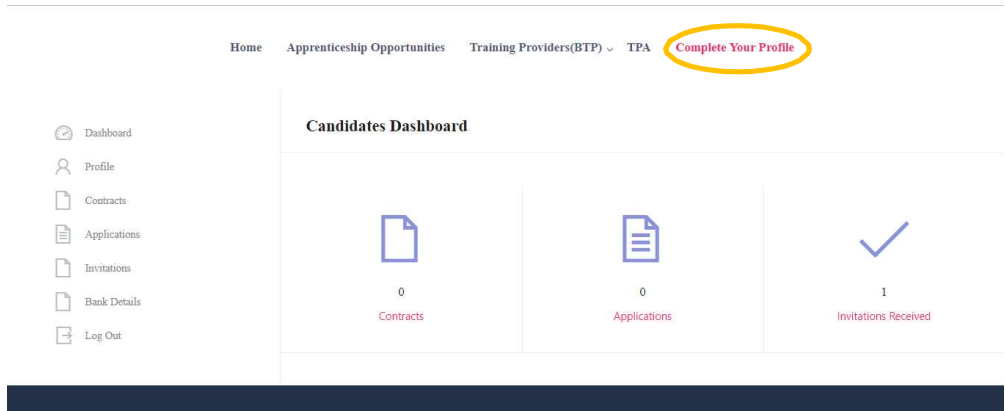 Home Apprenticeship Opportunities Training Providers(BTP) TPA Complete Your Profile
Candidates Dashboard
Dashboard
Profile
Contracts
Applications
Invitations
Bank Details
Log Out
0 0 1
Contracts Applications Invitations Received